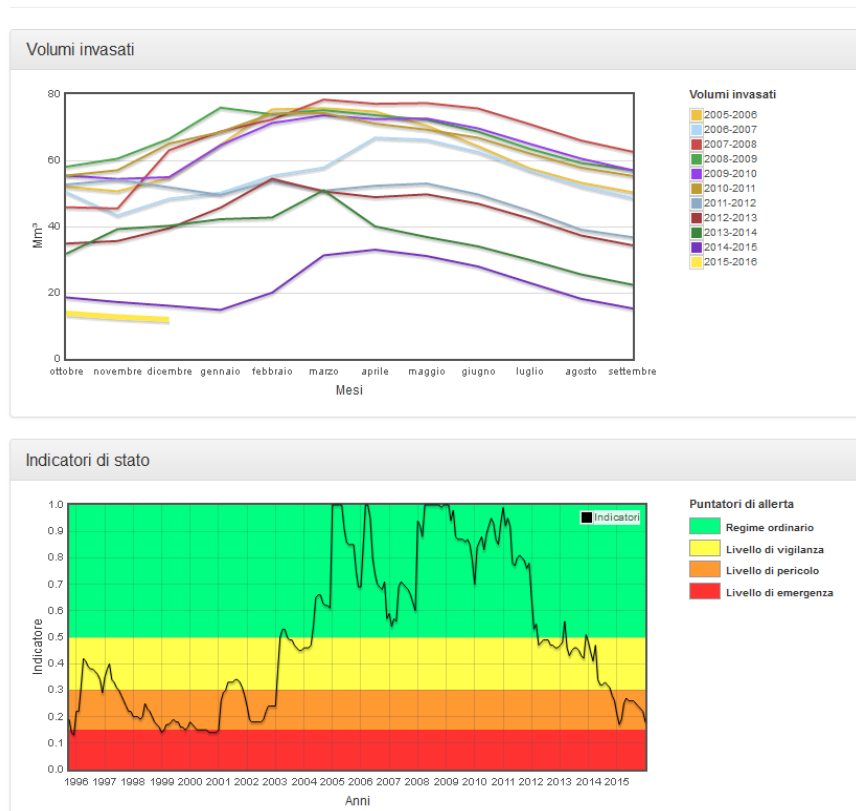 Volumi invasati
80
60
40
20
0
Mm³
ottobre novembre dicembre gennaio febbraio marzo aprile maggio giugno luglio agosto settembre
Mesi
Volumi invasati
2005-2006
2006-2007
2007-2008
2008-2009
2009-2010
2010-2011
2011-2012
2012-2013
2013-2014
2014-2015
2015-2016
Indicatori di stato
1.0
0.9
0.8
0.7
0.6
0.5
0.4
0.3
0.2
0.1
0.0
Indicatore
Indicatori
1996 1997 1998 1999 2000 2001 2002 2003 2004 2005 2006 2007 2008 2009 2010 2011 2012 2013 2014 2015
Anni
Puntatori di allerta
Regime ordinario
Livello di vigilanza
Livello di pericolo
Livello di emergenza